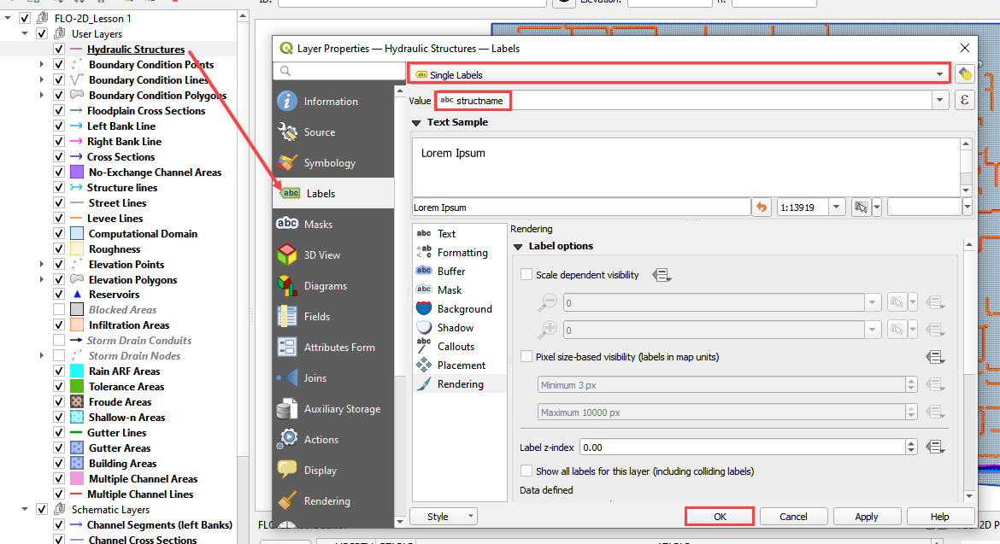 ID:
Elevation:
n:
FLO-2D_Lesson 1
User Layers
Hydraulic Structures
Boundary Condition Points
Boundary Condition Lines
Boundary Condition Polygons
Floodplain Cross Sections
Left Bank Line
Right Bank Line
Cross Sections
No-Exchange Channel Areas
Structure lines
Street Lines
Levee Lines
Computational Domain
Roughness
Elevation Points
Elevation Polygons
Reservoirs
Blocked Areas
Infiltration Areas
Storm Drain Conduits
Storm Drain Nodes
Rain ARF Areas
Tolerance Areas
Froude Areas
Shallow-n Areas
Gutter Lines
Gutter Areas
Building Areas
Multiple Channel Areas
Multiple Channel Lines
Schematic Layers
Channel Segments (left Banks)
Channel Cross Sections
Layer Properties — Hydraulic Structures — Labels
Information
Source
Symbology
abc Labels
abc Masks
3D View
Diagrams
Fields
Attributes Form
Joins
Auxiliary Storage
Actions
Display
Rendering
abc Single Labels
Value abc structname ε
Text Sample
Lorem Ipsum
Lorem Ipsum 1:13919
abc Text
+ab < c Formatting
abc Buffer
abc Mask
Background
Shadow
abc Callouts
Placement
Rendering
Rendering
Label options
Scale dependent visibility
0
0
Pixel size-based visibility (labels in map units)
Minimum 3 px
Maximum 10000 px
Label z-index 0.00
Show all labels for this layer (including colliding labels)
Data defined
Style OK Cancel Apply Help